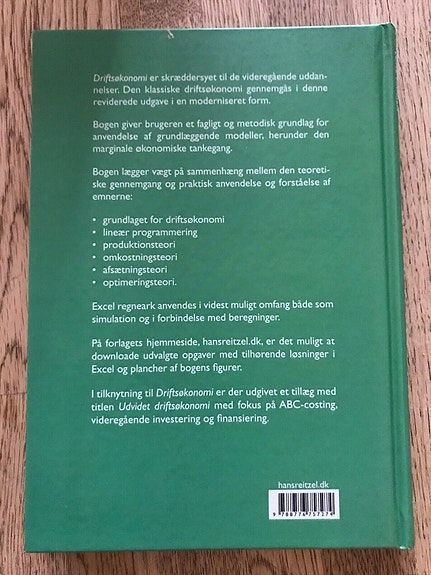 Driftsøkonomi er skræddersyet til de videregående uddan-
nelser. Den klassiske driftsøkonomi gennemgås i denne
reviderede udgave i en moderniseret form.
Bogen giver brugeren et fagligt og metodisk grundlag for
anvendelse af grundlæggende modeller, herunder den
marginale økonomiske tankegang.
Bogen lægger vægt på sammenhæng mellem den teoret-
iske gennemgang og praktisk anvendelse og forståelse af
emnerne:
• grundlaget for driftsøkonomi
• lineær programmering
• produktionsteori
• omkostningsteori
• afsætningsteori
• optimeringsteori.
Excel regneark anvendes i videst muligt omfang både som
simulation og i forbindelse med beregninger.
På forlagets hjemmeside, hansreitzel.dk, er det muligt at
downloade udvalgte opgaver med tilhørende løsninger i
Excel og plancher af bogens figurer.
I tilknytning til Driftsøkonomi er der udgivet et tillæg med
titlen Udvidet driftsøkonomi med fokus på ABC-costing,
videregående investering og finansiering.
hansreitzel.dk